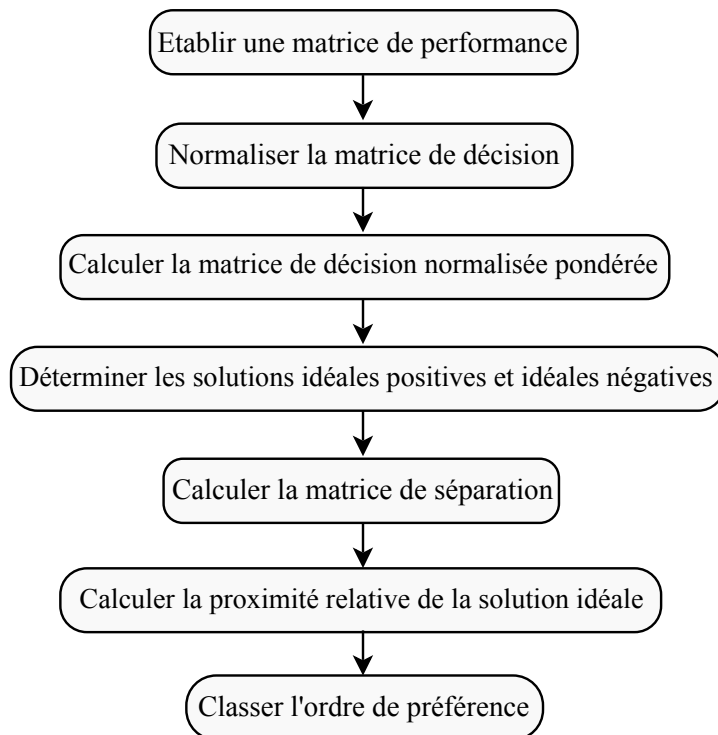 Etablir une matrice de performance
Normaliser la matrice de décision
Calculer la matrice de décision normalisée pondérée
Déterminer les solutions idéales positives et idéales négatives
Calculer la matrice de séparation
Calculer la proximité relative de la solution idéale
Classer l'ordre de préférence